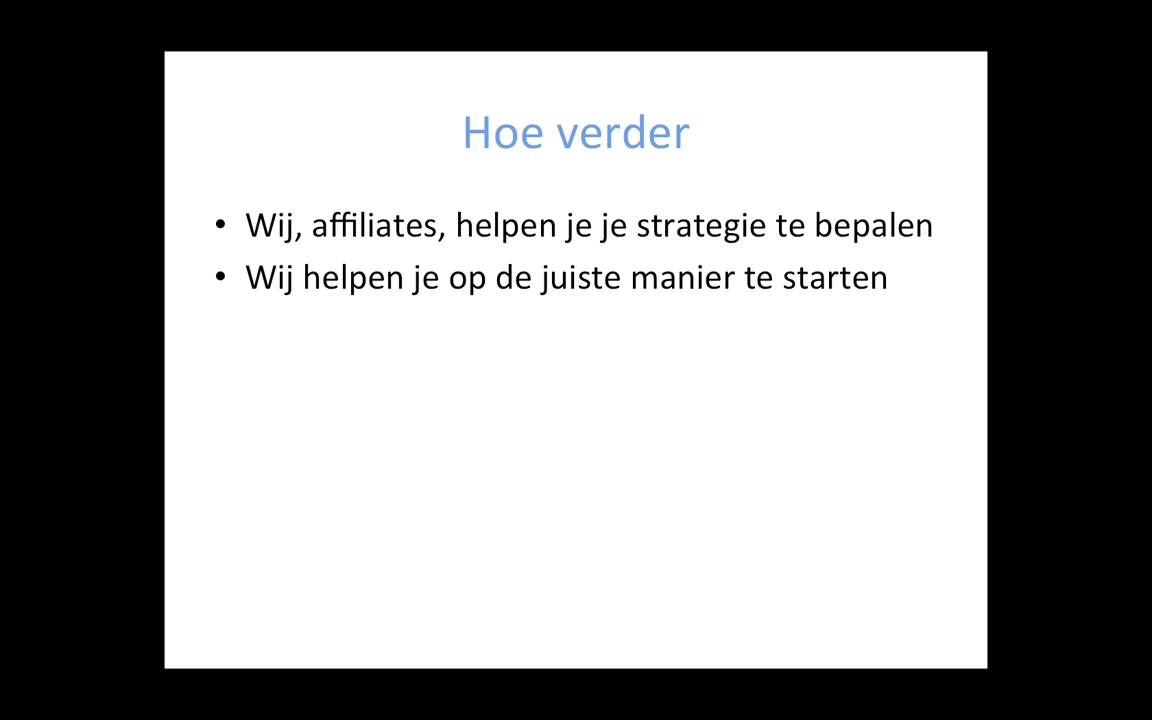 Hoe verder
• Wij, affiliates, helpen je je strategie te bepalen
• Wij helpen je op de juiste manier te starten